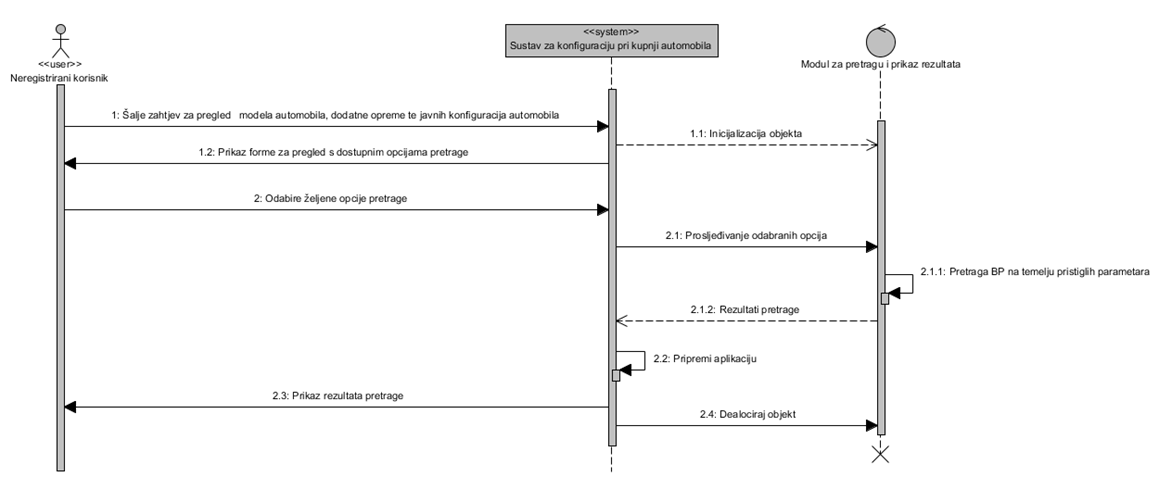 <<system>>
Sustav za konfiguraciju pri kupnji automobila
<<user>>
Neregistrirani korisnik
Modul za pretragu i prikaz rezultata
1: Šalje zahtjev za pregled modela automobila, dodatne opreme te javnih konfiguracija automobila
1.1: Inicijalizacija objekta
1.2: Prikaz forme za pregled s dostupnim opcijama pretrage
2: Odabire željene opcije pretrage
2.1: Prosljeđivanje odabranih opcija
2.1.1: Pretraga BP na temelju pristiglih parametara
2.1.2: Rezultati pretrage
2.2: Pripremi aplikaciju
2.3: Prikaz rezultata pretrage
2.4: Dealociraj objekt